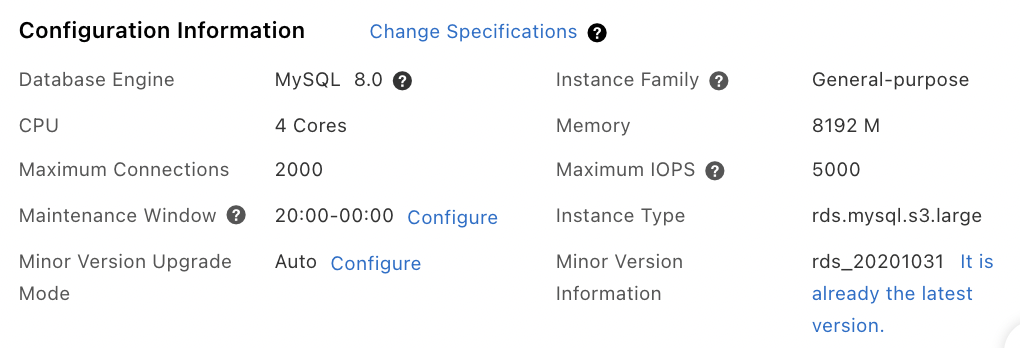 Configuration Information Change Specifications ?
Database Engine MySQL 8.0 ? Instance Family ? General-purpose
CPU 4 Cores Memory 8192 M
Maximum Connections 2000 Maximum IOPS ? 5000
Maintenance Window ? 20:00-00:00 Configure Instance Type rds.mysql.s3.large
Minor Version Upgrade Auto Configure Minor Version rds_20201031 It is
Mode Information already the latest
version.